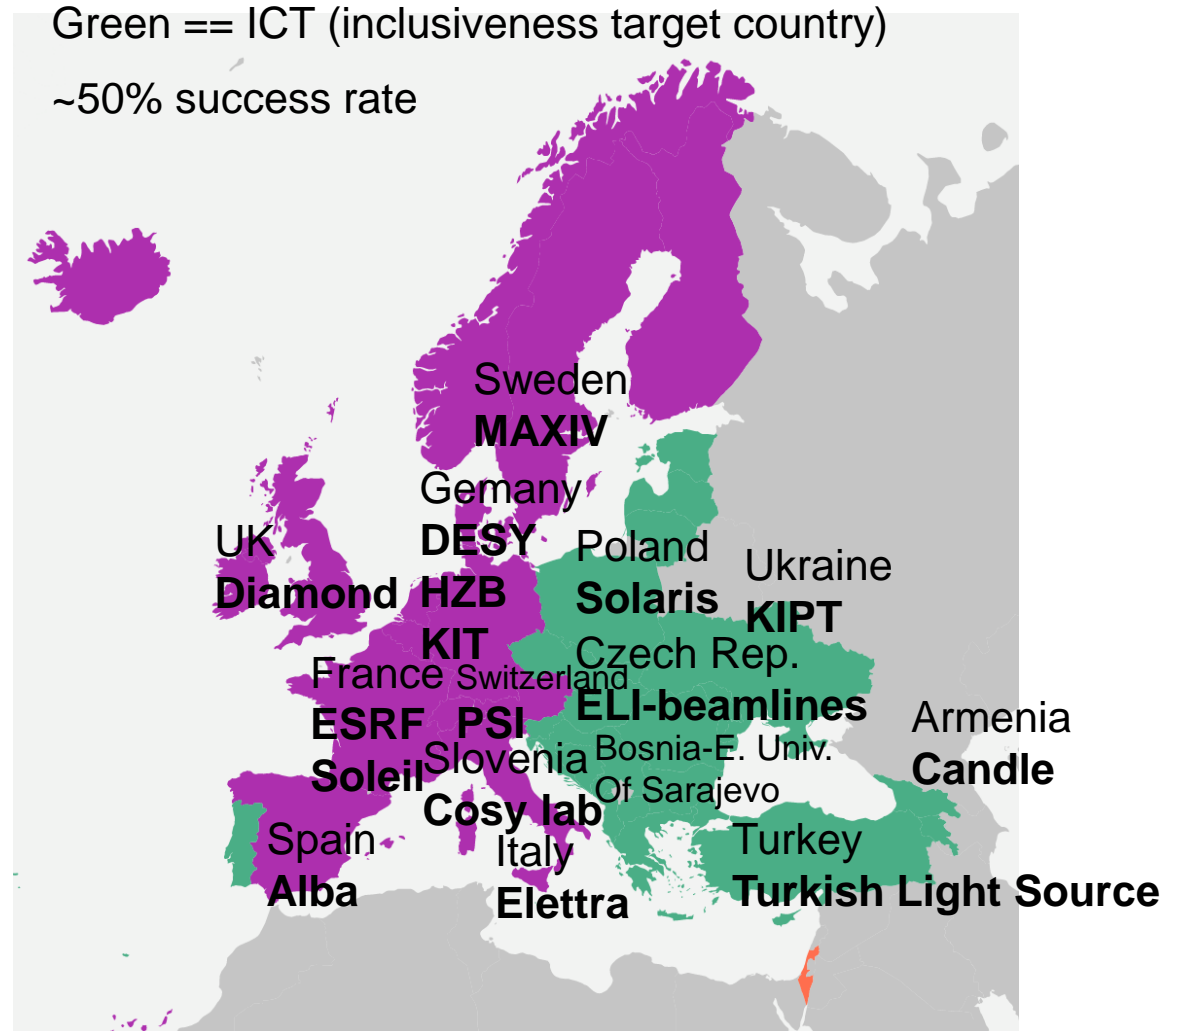 Green == ICT (inclusiveness target country)
~50% success rate
Sweden
MAXIV
Gemany
DESY
HZB
KIT
UK
Diamond
Poland
Solaris
Ukraine
KIPT
Czech Rep.
ELI-beamlines
France
ESRF
Soleil
Switzerland
PSI
Slovenia
Cosy lab
Bosnia-E. Univ.
Of Sarajevo
Armenia
Candle
Spain
Alba
Italy
Elettra
Turkey
Turkish Light Source